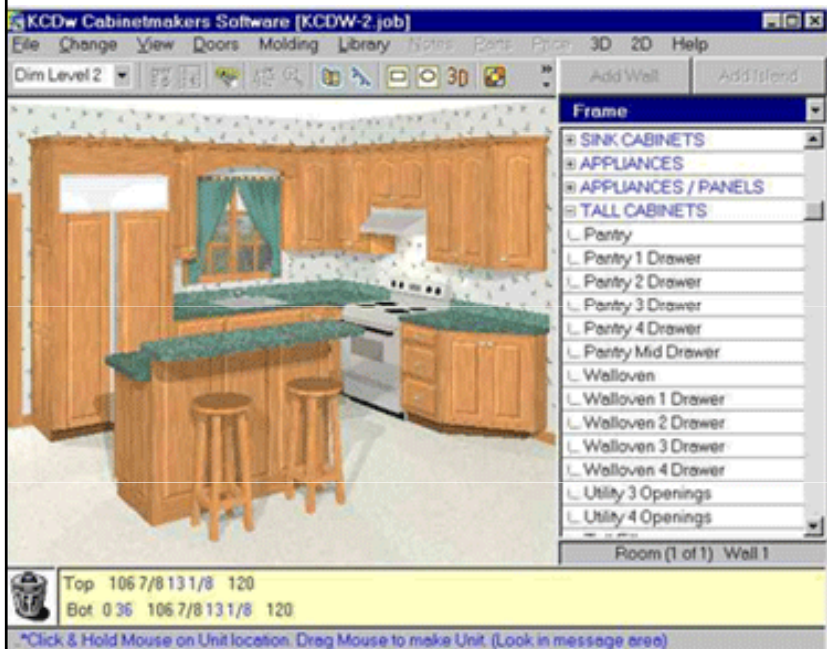 KCDw Cabinetmakers Software [KCDW-2.job]
File Change View Doors Molding Library Notes Parts Price 3D 2D Help
Dim Level 2 3D Add Wall Add Island
Frame
SINK CABINETS
APPLIANCES
APPLIANCES / PANELS
TALL CABINETS
Pantry
Pantry 1 Drawer
Pantry 2 Drawer
Pantry 3 Drawer
Pantry 4 Drawer
Pantry Mid Drawer
Walloven
Walloven 1 Drawer
Walloven 2 Drawer
Walloven 3 Drawer
Walloven 4 Drawer
Utility 3 Openings
Utility 4 Openings
Room (1 of 1) Wall 1
Top 106 7/8 13 1/8 120
Bot 0 36 106 7/8 13 1/8 120
..*Click & Hold Mouse on Unit location. Drag Mouse to make Unit. (Look in message area)